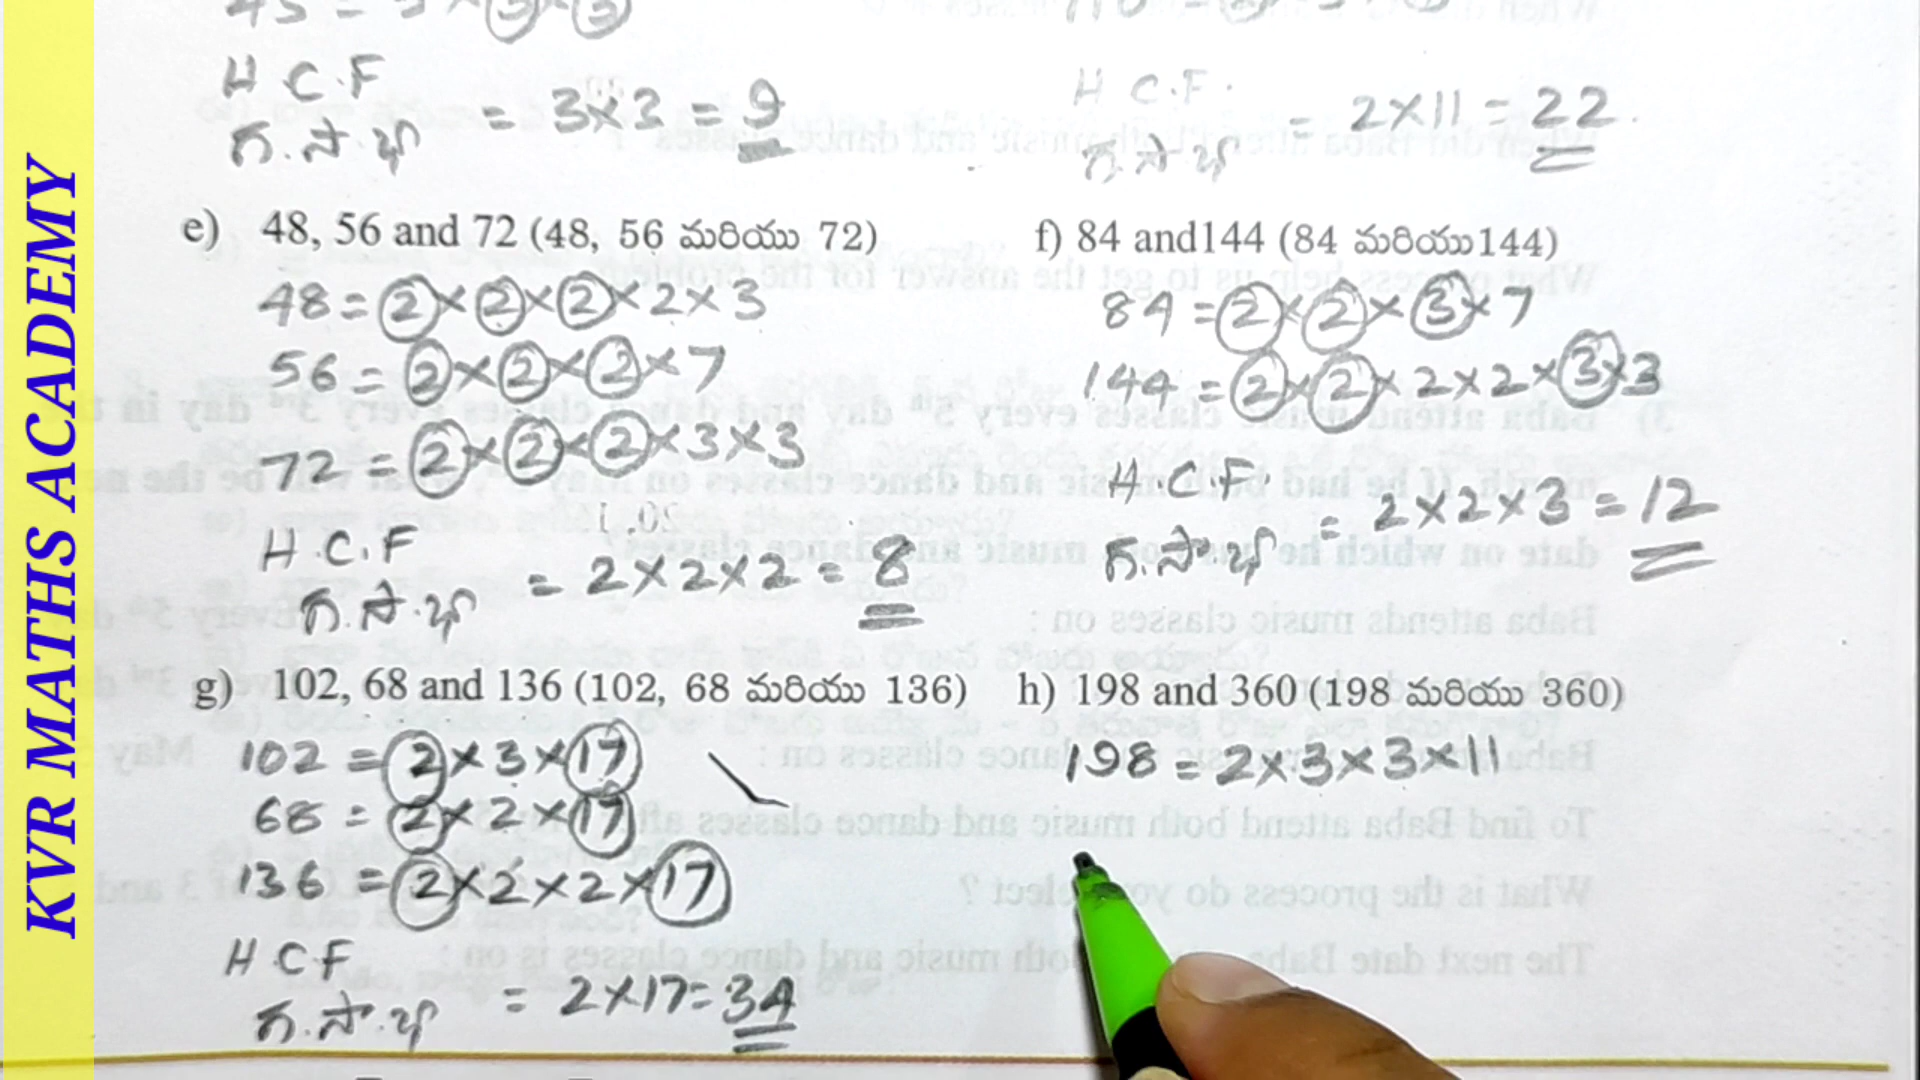 KVR MATHS ACADEMY
H C.F
గ.సా.భా = 3×3 = 9
H C.F.
గ.సా.భా = 2×11 = 22
e) 48, 56 and 72 (48, 56 మరియు 72)
48 = 2×2×2×2×3
56 = 2×2×2×7
72 = 2×2×2×3×3
H.C.F
గ.సా.భా = 2×2×2 = 8
f) 84 and144 (84 మరియు144)
84 = 2×2×3×7
144 = 2×2×2×2×3×3
H.C.F.
గ.సా.భా = 2×2×3 = 12
g) 102, 68 and 136 (102, 68 మరియు 136)
102 = 2×3×17
68 = 2×2×17
136 = 2×2×2×17
H C F
గ.సా.భా = 2×17= 34
h) 198 and 360 (198 మరియు 360)
198 = 2×3×3×11